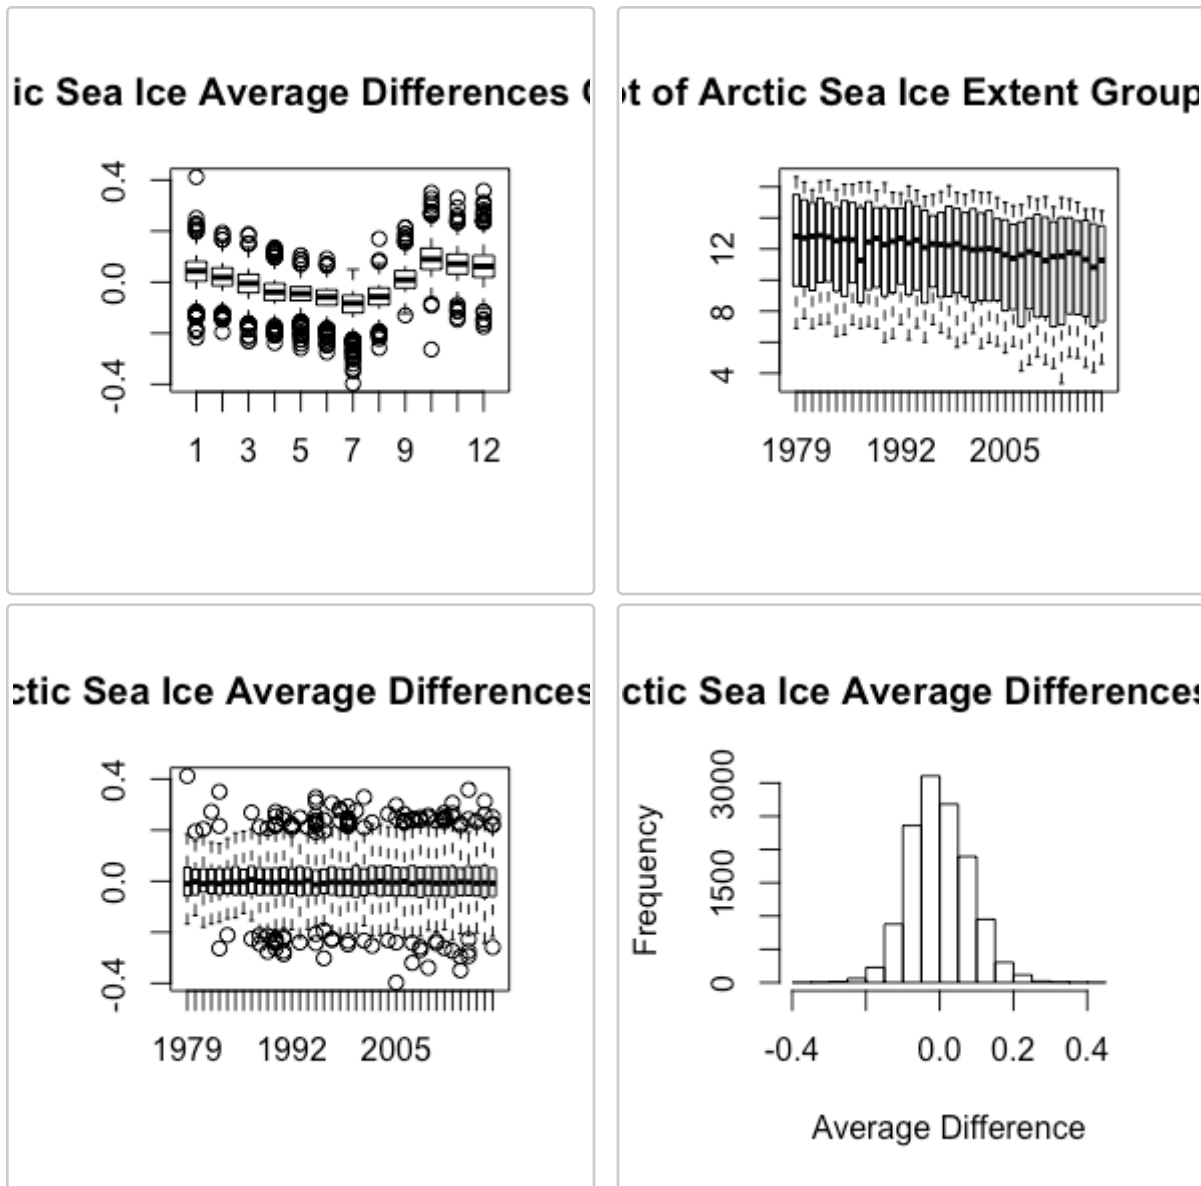 ic Sea Ice Average Differences
0.4
0.0
-0.4
1 3 5 7 9 12
of Arctic Sea Ice Extent Group
12
8
4
1979 1992 2005
ctic Sea Ice Average Differences
0.4
0.0
-0.4
1979 1992 2005
ctic Sea Ice Average Differences
3000
1500
0
Frequency
-0.4 0.0 0.2 0.4
Average Difference